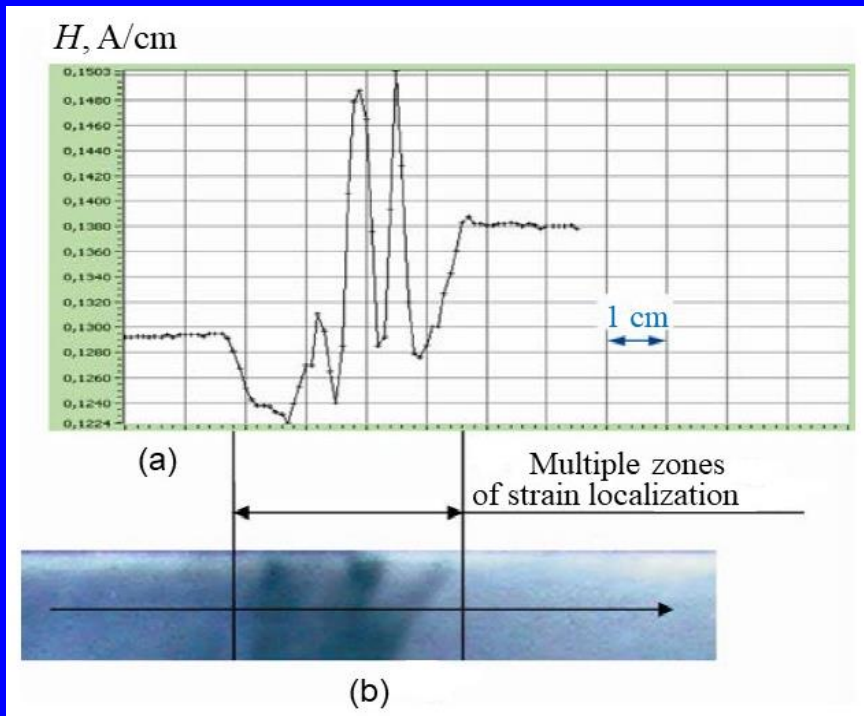 H, A/cm
0,1503
0,1480
0,1460
0,1440
0,1420
0,1400
0,1380
0,1360
0,1340
0,1320
0,1300
0,1280
0,1260
0,1240
0,1224
1 cm
(a)
Multiple zones
of strain localization
(b)